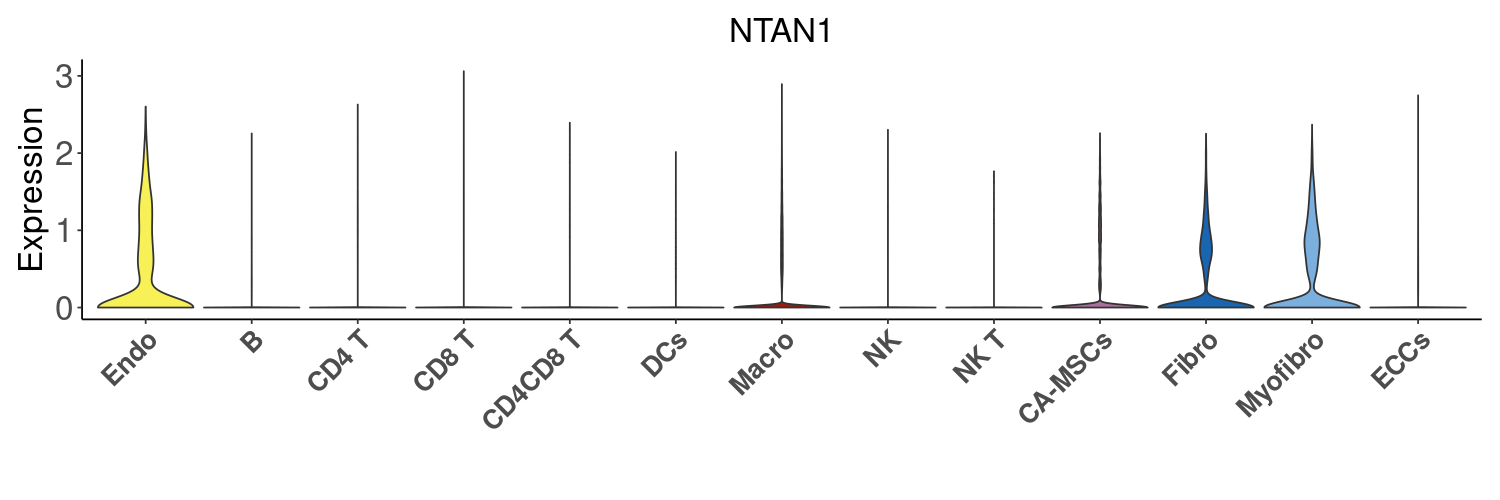 NTAN1
Expression
3
2
1
0
Endo
B
CD4 T
CD8 T
CD4CD8 T
DCs
Macro
NK
NK T
CA-MSCs
Fibro
Myofibro
ECCs